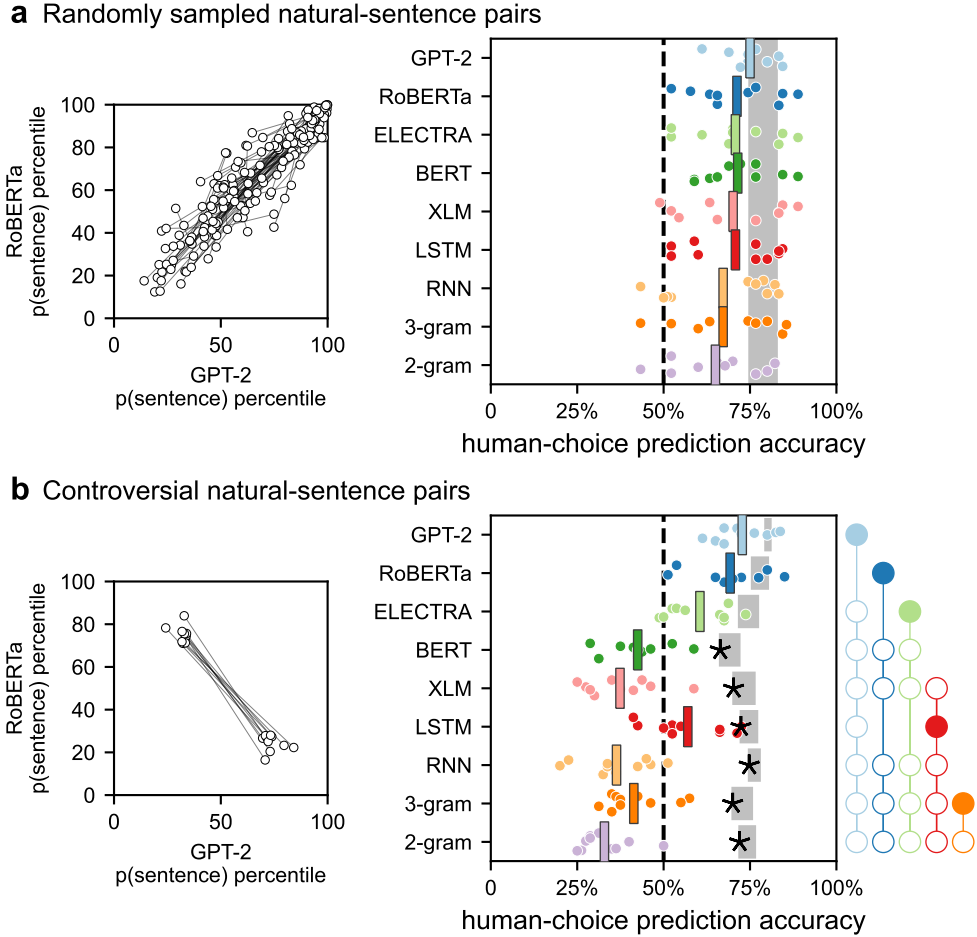 a Randomly sampled natural-sentence pairs
RoBERTa
p(sentence) percentile
100
80
60
40
20
0
0 50 100
GPT-2
p(sentence) percentile
GPT-2
RoBERTa
ELECTRA
BERT
XLM
LSTM
RNN
3-gram
2-gram
0 25% 50% 75% 100%
human-choice prediction accuracy
b Controversial natural-sentence pairs
RoBERTa
p(sentence) percentile
100
80
60
40
20
0
0 50 100
GPT-2
p(sentence) percentile
GPT-2
RoBERTa
ELECTRA
BERT
XLM
LSTM
RNN
3-gram
2-gram
0 25% 50% 75% 100%
human-choice prediction accuracy